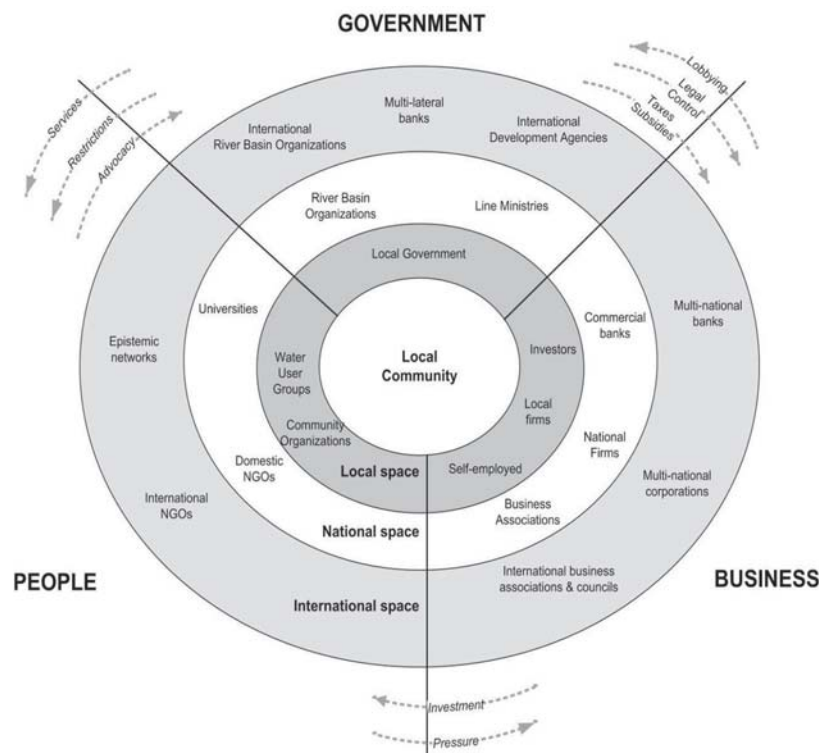 GOVERNMENT
Services
Restrictions
Advocacy
Lobbying
Legal
Control
Taxes
Subsidies
Multi-lateral
banks
International
River Basin Organizations
International
Development Agencies
River Basin
Organizations
Line Ministries
Local Government
Universities
Commercial
banks
Multi-national
banks
Epistemic
networks
Water
User
Groups
Local
Community
Investors
Local
firms
Community
Organizations
National
Firms
Domestic
NGOs
Local space
Self-employed
Multi-national
corporations
International
NGOs
National space
Business
Associations
PEOPLE
BUSINESS
International space
International business
associations & councils
Investment
Pressure